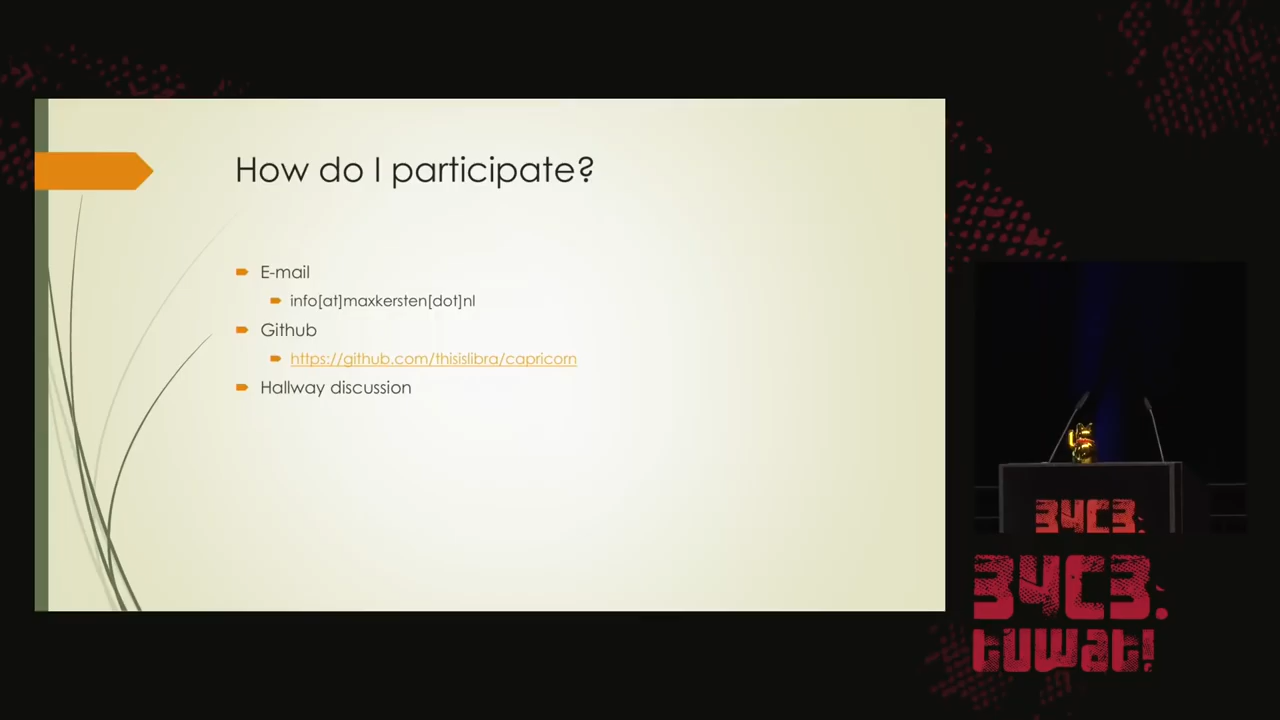 How do I participate?
E-mail
info[at]maxkersten[dot]nl
Github
https://github.com/thisislibra/capricorn
Hallway discussion
34C3.
34C3.
tuwat!